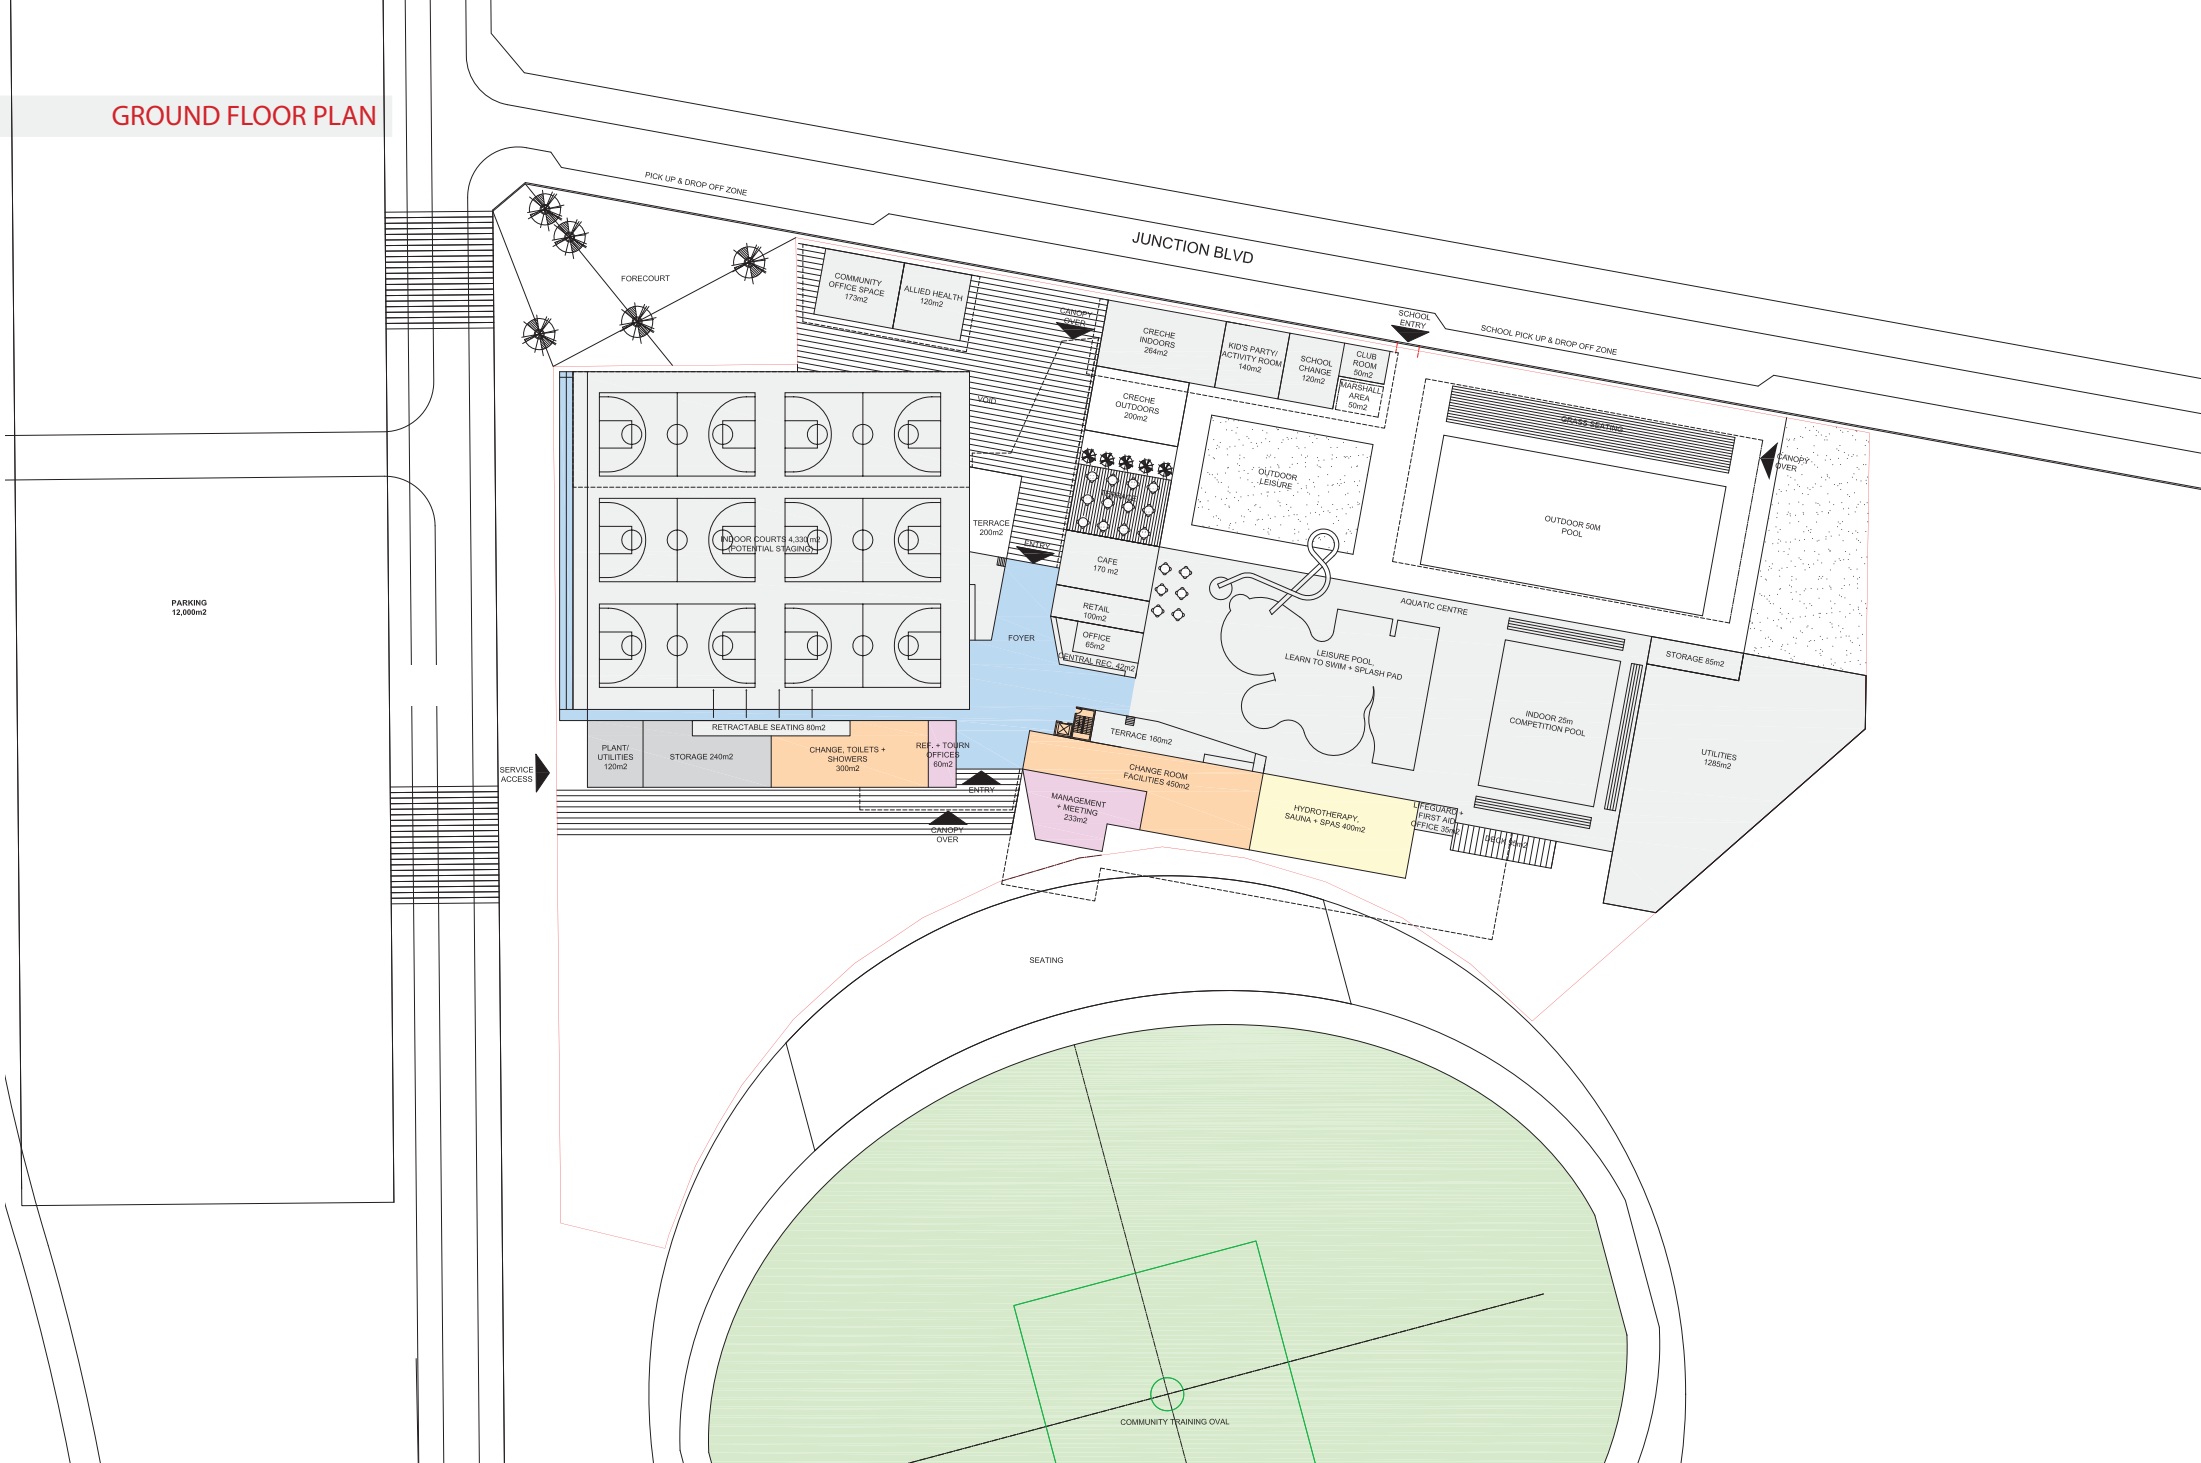 GROUND FLOOR PLAN
PICK UP & DROP OFF ZONE
JUNCTION BLVD
FORECOURT
COMMUNITY
OFFICE SPACE
173m2
ALLIED HEALTH
120m2
CANOPY
OVER
CRECHE
INDOORS
264m2
KID'S PARTY/
ACTIVITY ROOM
140m2
SCHOOL
CHANGE
120m2
CLUB
ROOM
50m2
MARSHALL
AREA
50m2
SCHOOL
ENTRY
SCHOOL PICK UP & DROP OFF ZONE
VOID
CRECHE
OUTDOORS
200m2
GRASS SEATING
CANOPY
OVER
OUTDOOR
LEISURE
TERRACE
OUTDOOR 50M
POOL
TERRACE
200m2
INDOOR COURTS 4,330 m2
(POTENTIAL STAGING)
ENTRY
CAFE
170 m2
RETAIL
100m2
OFFICE
65m2
CENTRAL REC. 42m2
FOYER
AQUATIC CENTRE
LEISURE POOL,
LEARN TO SWIM + SPLASH PAD
STORAGE 85m2
INDOOR 25m
COMPETITION POOL
UTILITIES
1285m2
PARKING
12,000m2
RETRACTABLE SEATING 80m2
PLANT/
UTILITIES
120m2
STORAGE 240m2
CHANGE, TOILETS +
SHOWERS
300m2
REF. + TOURN
OFFICES
60m2
TERRACE 160m2
SERVICE
ACCESS
ENTRY
CANOPY
OVER
CHANGE ROOM
FACILITIES 450m2
MANAGEMENT
+ MEETING
233m2
HYDROTHERAPY,
SAUNA + SPAS 400m2
LIFEGUARD +
FIRST AID
OFFICE 35m2
DECK 95m2
SEATING
COMMUNITY TRAINING OVAL